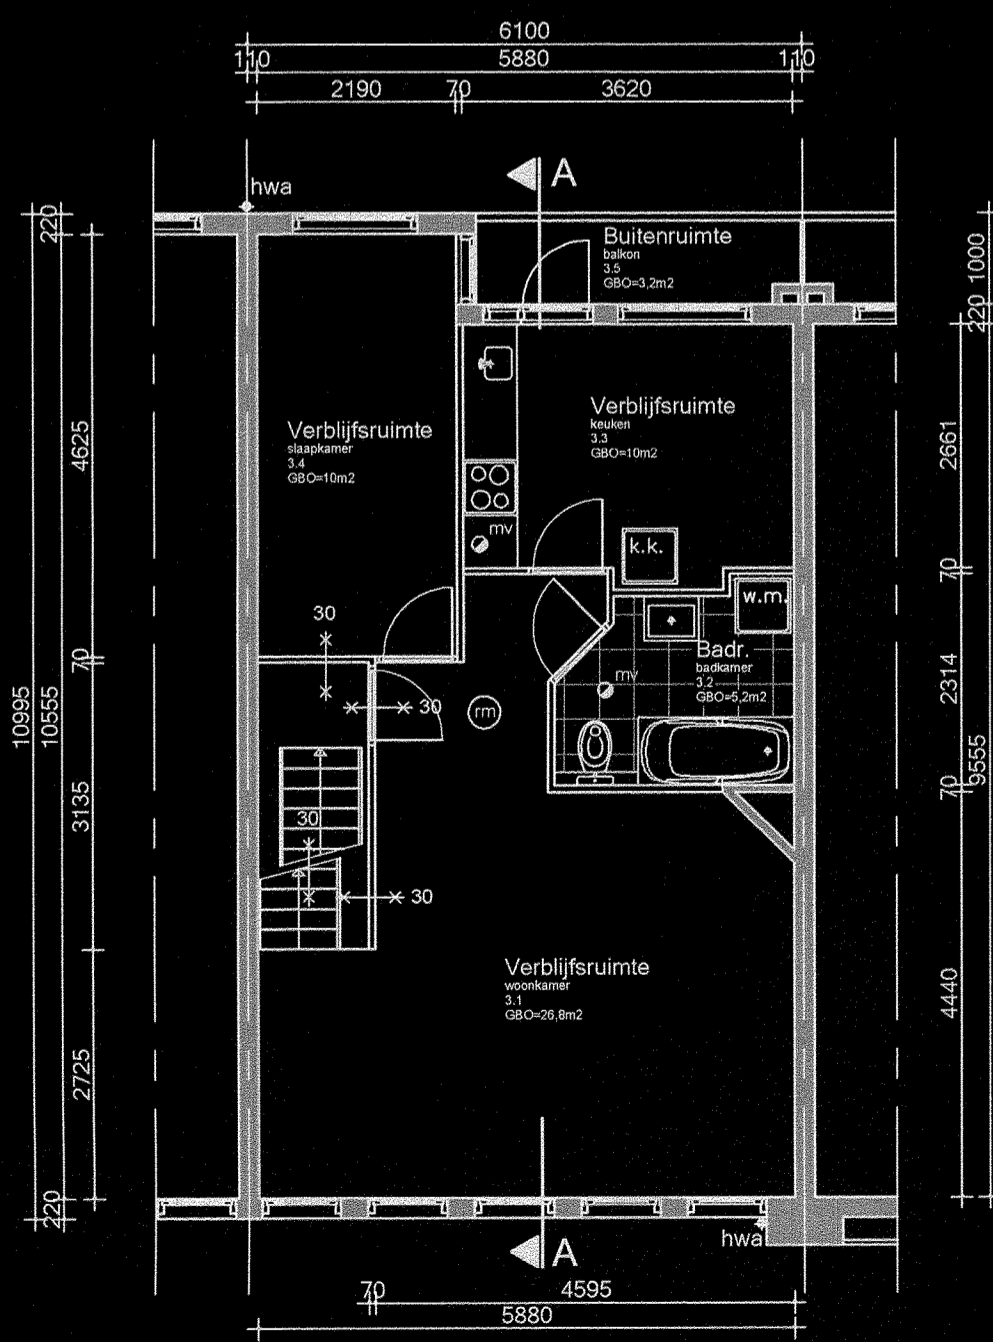 6100
110 5880 110
2190 70 3620
A
hwa
220
1000
220
Buitenruimte
balkon
3.5
GBO=3,2m2
Verblijfsruimte
keuken
3.3
GBO=10m2
Verblijfsruimte
slaapkamer
3.4
GBO=10m2
4625
2661
mv
k.k.
70
w.m.
30
Badr.
badkamer
3.2
GBO=5,2m2
mv
70
2314
30
rm
10995
10555
9555
70
3135
30
30
Verblijfsruimte
woonkamer
3.1
GBO=26,8m2
4440
2725
220
hwa
A
70 4595
5880